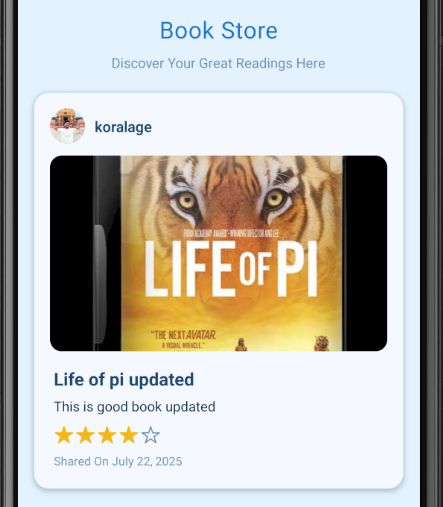 Book Store
Discover Your Great Readings Here
koralage
FROM ACADEMY AWARD® WINNING DIRECTOR ANG LEE
LIFE OF PI
"THE NEXT AVATAR.
A VISUAL MIRACLE."
Life of pi updated
This is good book updated
Shared On July 22, 2025